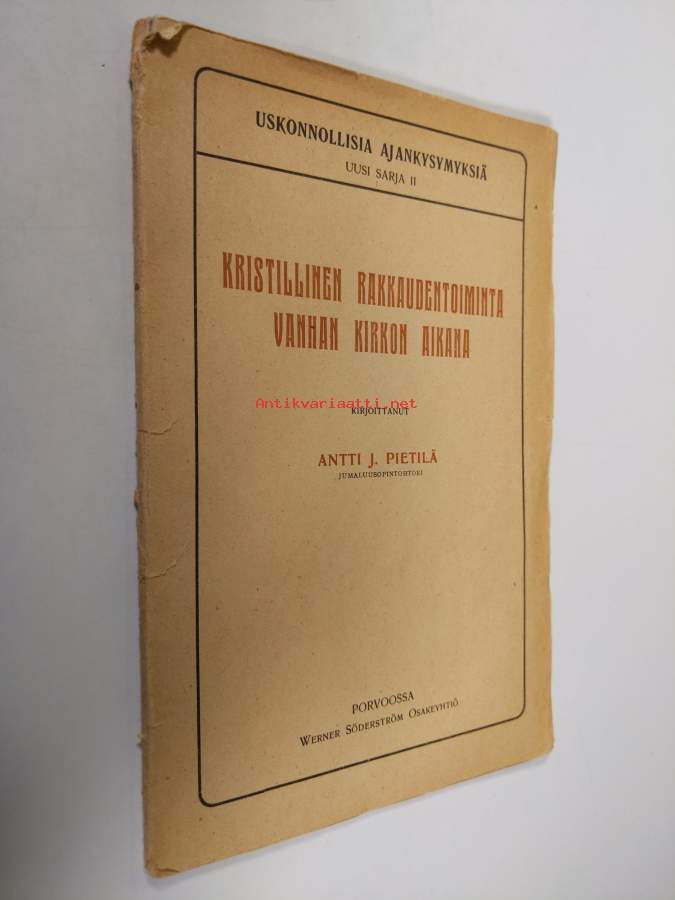 USKONNOLLISIA AJANKYSYMYKSIÄ
UUSI SARJA II
KRISTILLINEN RAKKAUDENTOIMINTA
VANHAN KIRKON AIKANA
Antikvariaatti.net
KIRJOITTANUT
ANTTI J. PIETILÄ
JUMALUUSOPINTOHTORI
PORVOOSSA
WERNER SÖDERSTRÖM OSAKEYHTIÖ